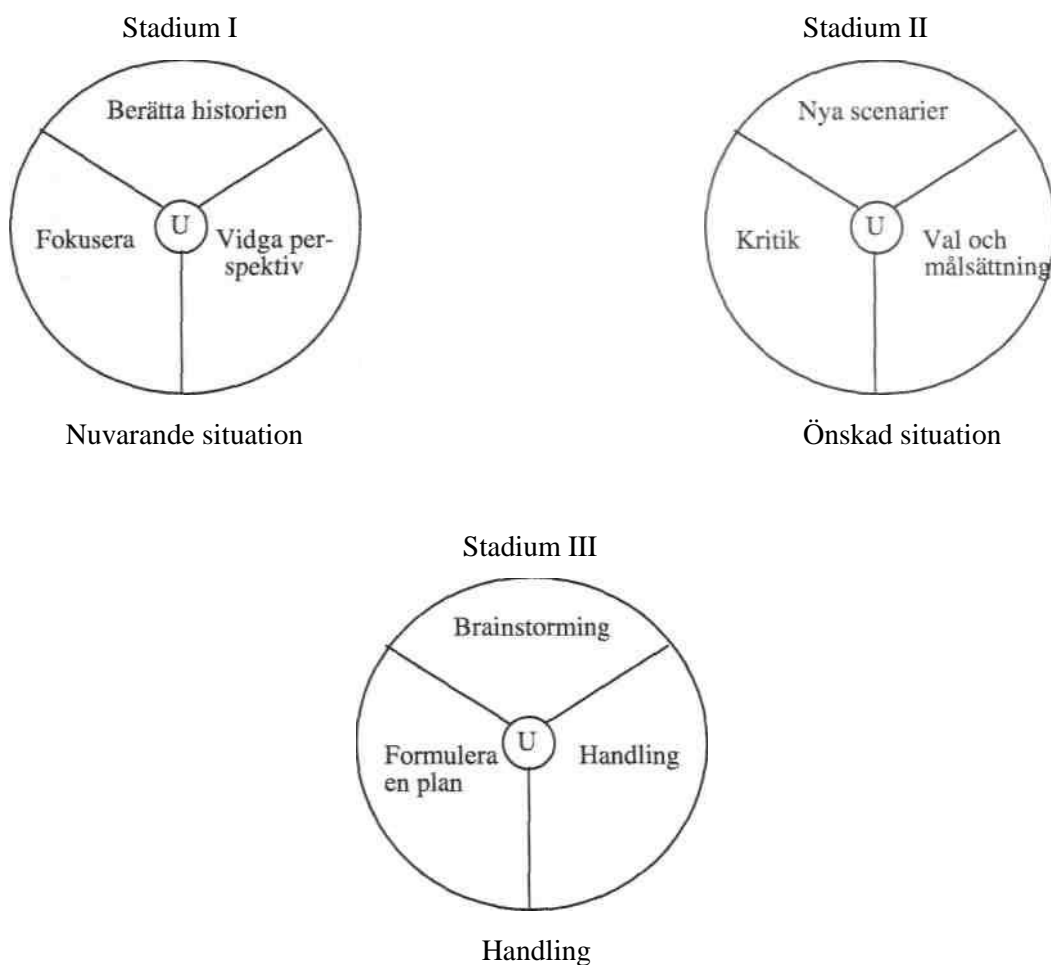 Stadium I
Berätta historien
Fokusera
U
Vidga per-
spektiv
Nuvarande situation
Stadium II
Nya scenarier
Kritik
U
Val och
målsättning
Önskad situation
Stadium III
Brainstorming
Formulera
en plan
U
Handling
Handling